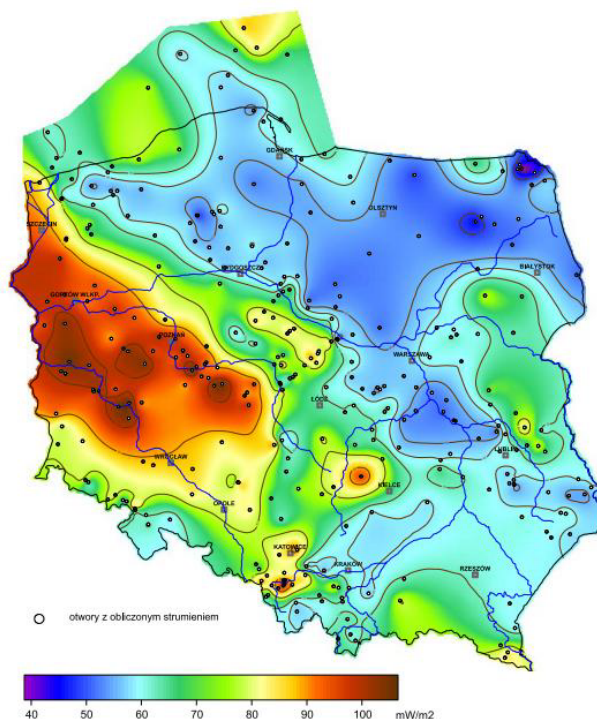 GDAŃSK
OLSZTYN
SZCZECIN
BYDGOSZCZ
BIAŁYSTOK
GORZÓW WLKP.
POZNAŃ
WARSZAWA
ŁÓDŹ
WROCŁAW
LUBLIN
OPOLE
KIELCE
KATOWICE
KRAKÓW
RZESZÓW
otwory z obliczonym strumieniem
40 50 60 70 80 90 100 mW/m2